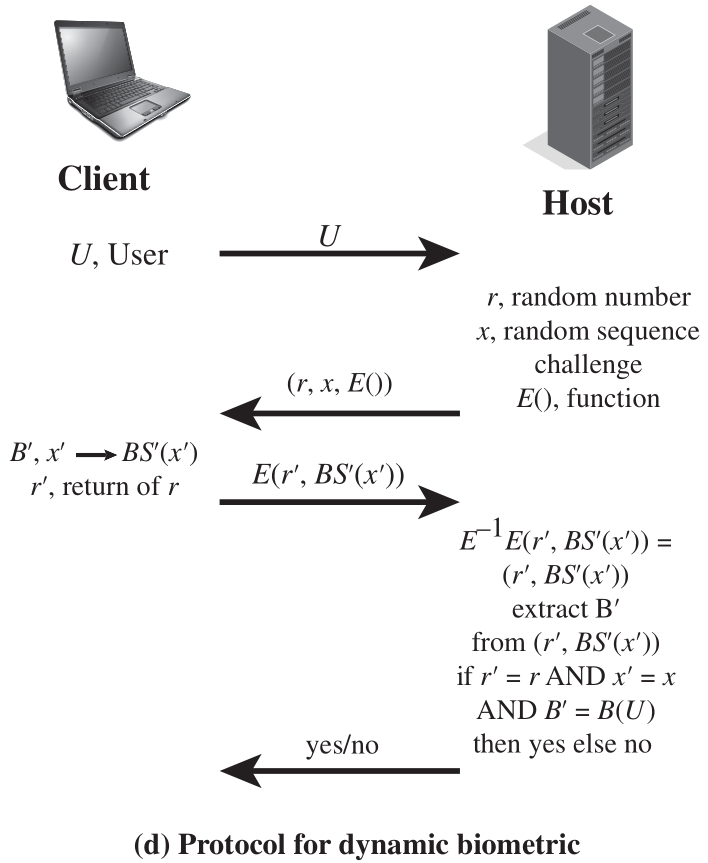 Client
Host
U, User
U
r, random number
x, random sequence
challenge
E(), function
(r, x, E())
B′, x′ → BS′(x′)
r′, return of r
E(r′, BS′(x′))
E⁻¹E(r′, BS′(x′)) =
(r′, BS′(x′))
extract B′
from (r′, BS′(x′))
if r′ = r AND x′ = x
AND B′ = B(U)
then yes else no
yes/no
(d) Protocol for dynamic biometric